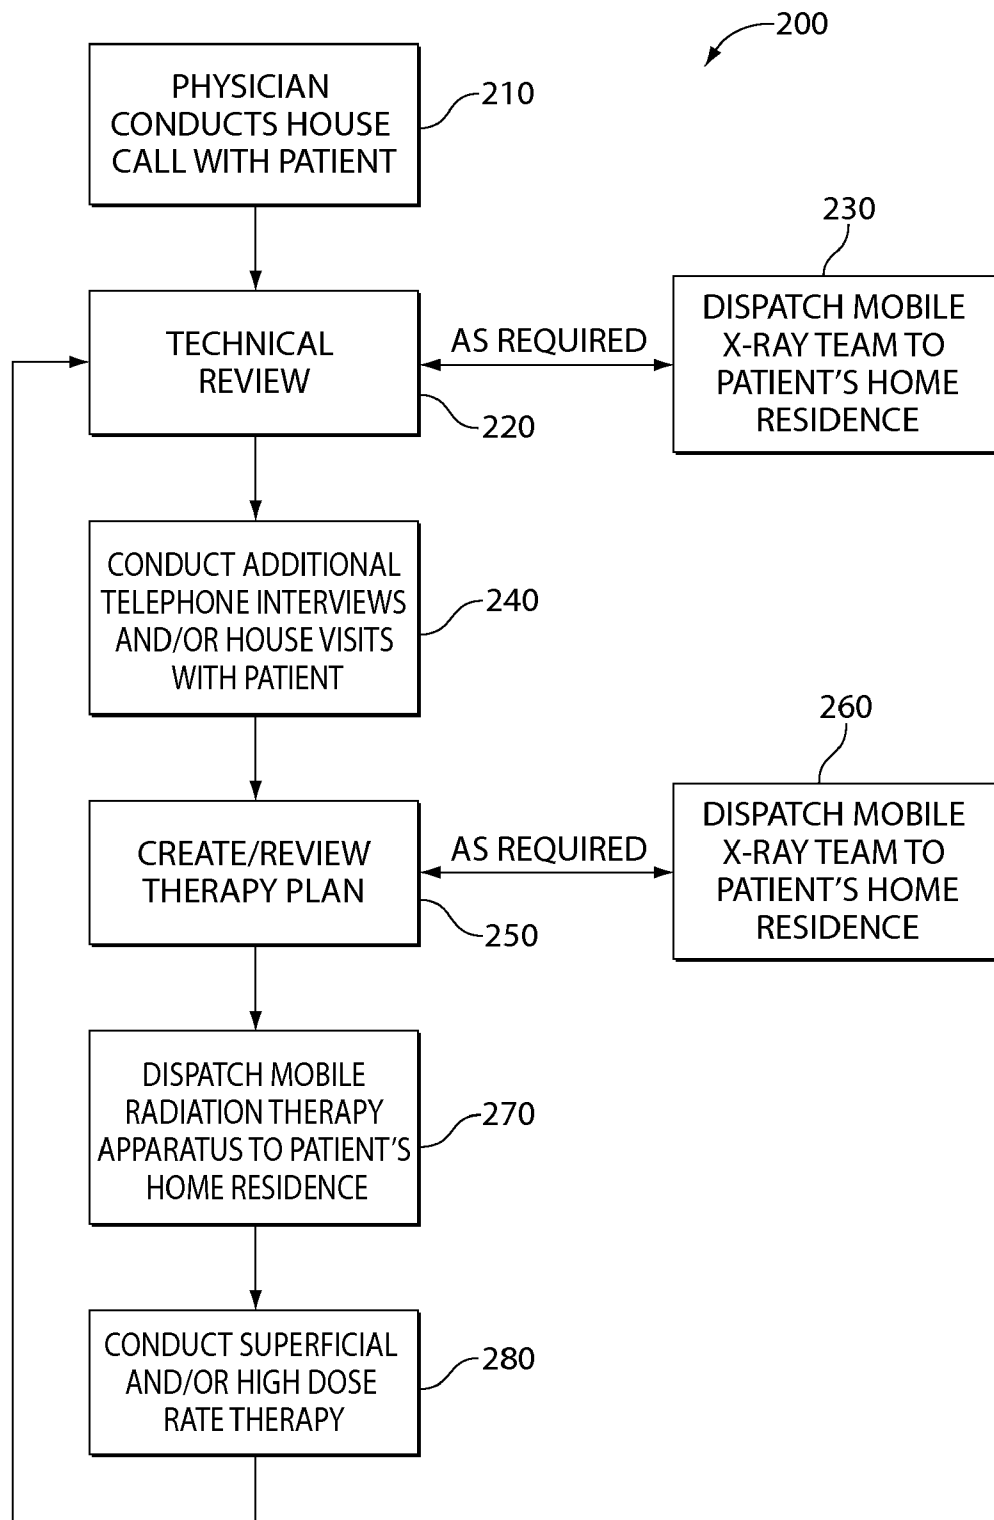 200
PHYSICIAN
CONDUCTS HOUSE
CALL WITH PATIENT
210
230
TECHNICAL
REVIEW
220
AS REQUIRED
DISPATCH MOBILE
X-RAY TEAM TO
PATIENT'S HOME
RESIDENCE
CONDUCT ADDITIONAL
TELEPHONE INTERVIEWS
AND/OR HOUSE VISITS
WITH PATIENT
240
260
CREATE/REVIEW
THERAPY PLAN
250
AS REQUIRED
DISPATCH MOBILE
X-RAY TEAM TO
PATIENT'S HOME
RESIDENCE
DISPATCH MOBILE
RADIATION THERAPY
APPARATUS TO PATIENT'S
HOME RESIDENCE
270
CONDUCT SUPERFICIAL
AND/OR HIGH DOSE
RATE THERAPY
280